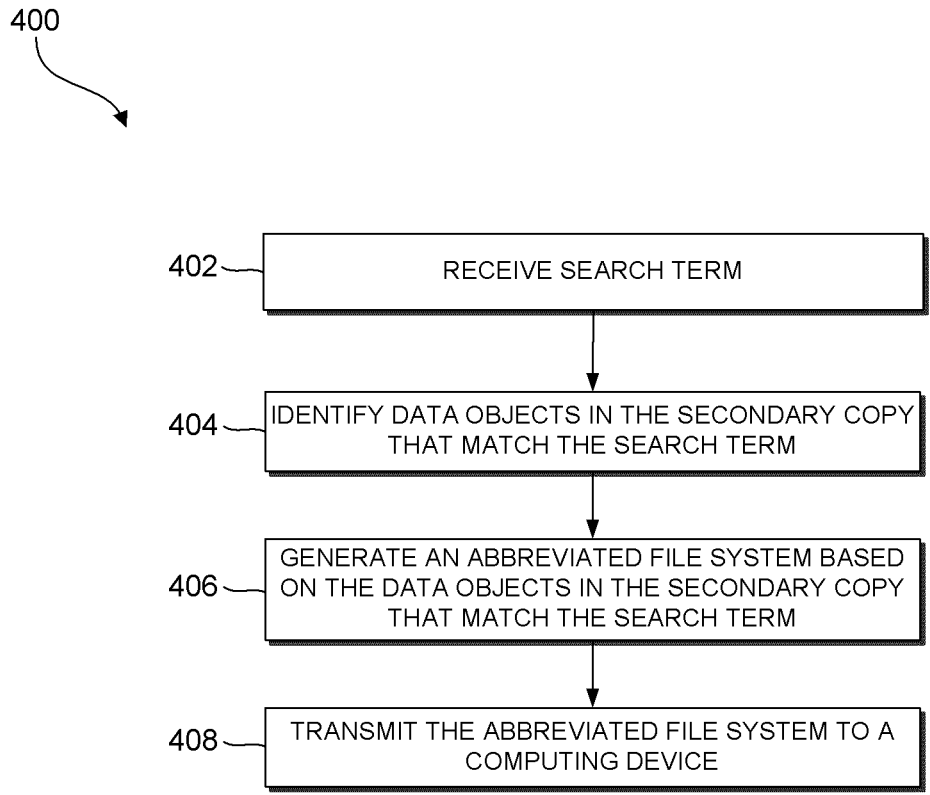 400
402
RECEIVE SEARCH TERM
404
IDENTIFY DATA OBJECTS IN THE SECONDARY COPY
THAT MATCH THE SEARCH TERM
406
GENERATE AN ABBREVIATED FILE SYSTEM BASED
ON THE DATA OBJECTS IN THE SECONDARY COPY
THAT MATCH THE SEARCH TERM
408
TRANSMIT THE ABBREVIATED FILE SYSTEM TO A
COMPUTING DEVICE